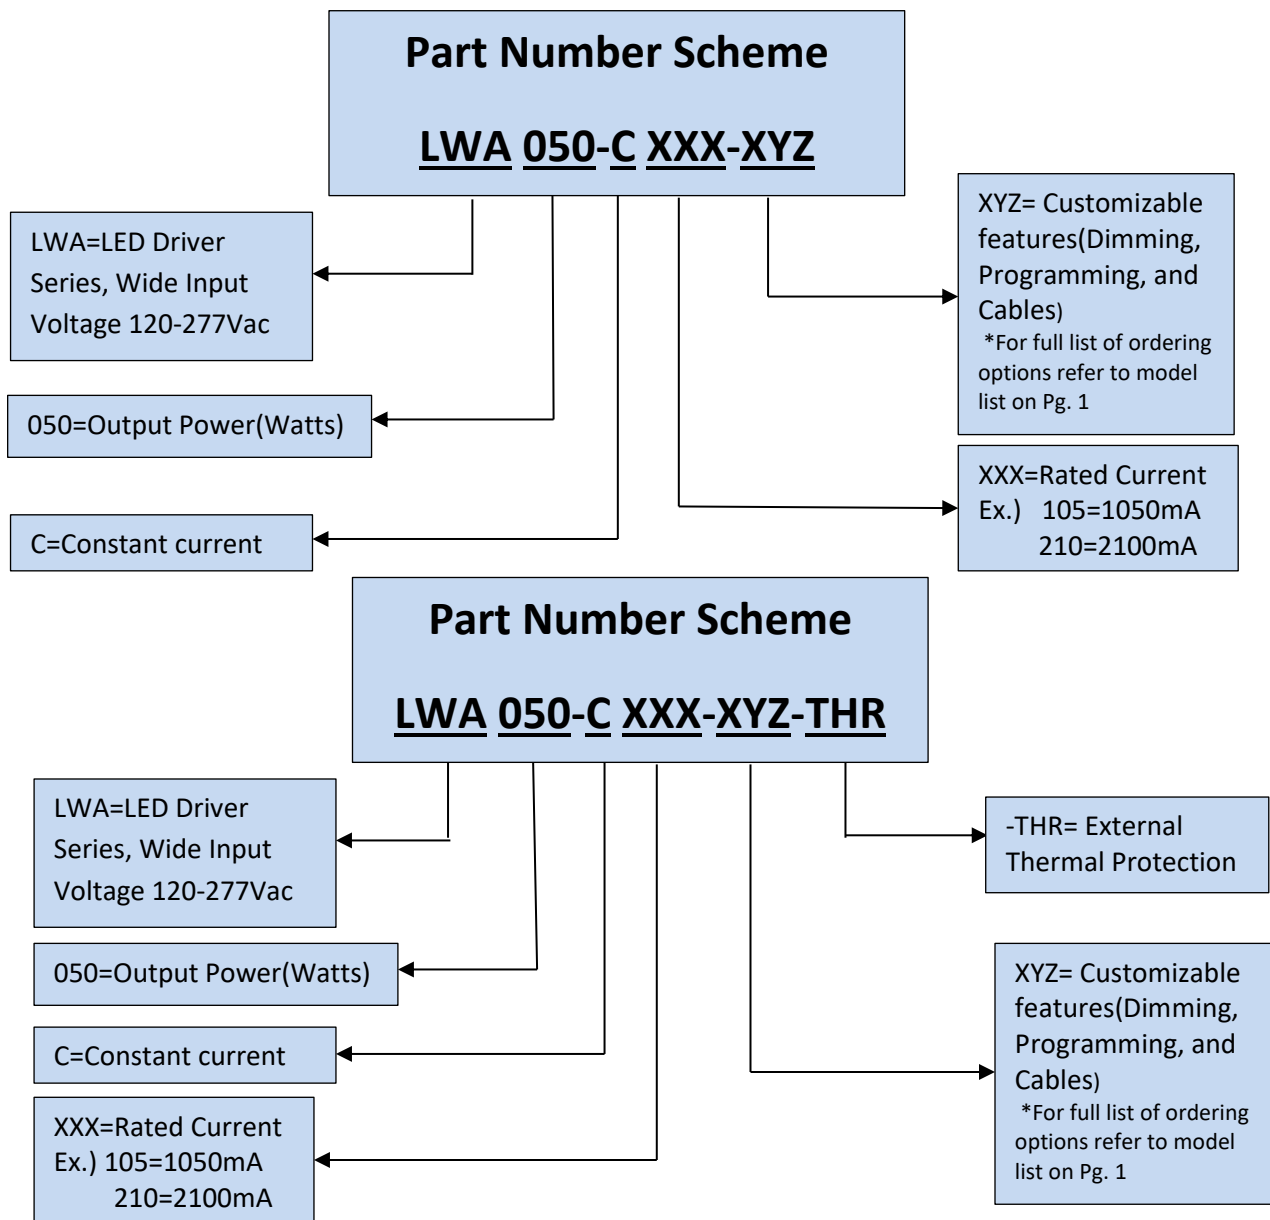 Part Number Scheme
LWA 050-C XXX-XYZ
LWA=LED Driver
Series, Wide Input
Voltage 120-277Vac
050=Output Power(Watts)
C=Constant current
XYZ= Customizable
features(Dimming,
Programming, and
Cables)
*For full list of ordering
options refer to model
list on Pg. 1
XXX=Rated Current
Ex.) 105=1050mA
210=2100mA
Part Number Scheme
LWA 050-C XXX-XYZ-THR
LWA=LED Driver
Series, Wide Input
Voltage 120-277Vac
050=Output Power(Watts)
C=Constant current
XXX=Rated Current
Ex.) 105=1050mA
210=2100mA
-THR= External
Thermal Protection
XYZ= Customizable
features(Dimming,
Programming, and
Cables)
*For full list of ordering
options refer to model
list on Pg. 1